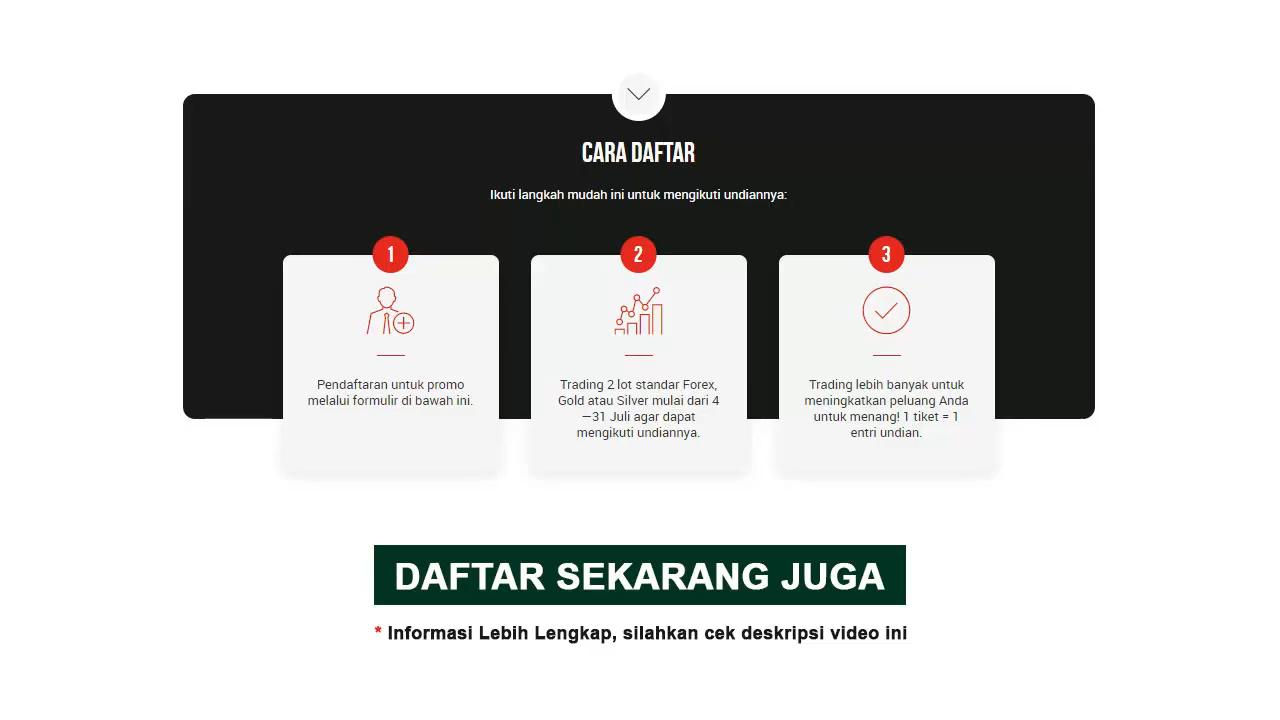 CARA DAFTAR
Ikuti langkah mudah ini untuk mengikuti undiannya:
1
Pendaftaran untuk promo
melalui formulir di bawah ini.
2
Trading 2 lot standar Forex,
Gold atau Silver mulai dari 4
—31 Juli agar dapat
mengikuti undiannya.
3
Trading lebih banyak untuk
meningkatkan peluang Anda
untuk menang! 1 tiket = 1
entri undian.
DAFTAR SEKARANG JUGA
* Informasi Lebih Lengkap, silahkan cek deskripsi video ini